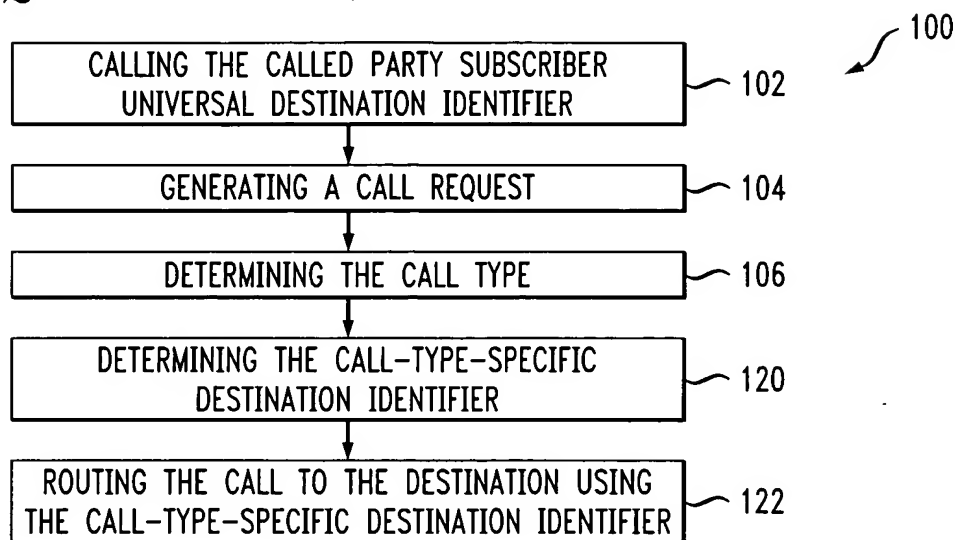 100
CALLING THE CALLED PARTY SUBSCRIBER
UNIVERSAL DESTINATION IDENTIFIER
102
GENERATING A CALL REQUEST
104
DETERMINING THE CALL TYPE
106
DETERMINING THE CALL-TYPE-SPECIFIC
DESTINATION IDENTIFIER
120
ROUTING THE CALL TO THE DESTINATION USING
THE CALL-TYPE-SPECIFIC DESTINATION IDENTIFIER
122